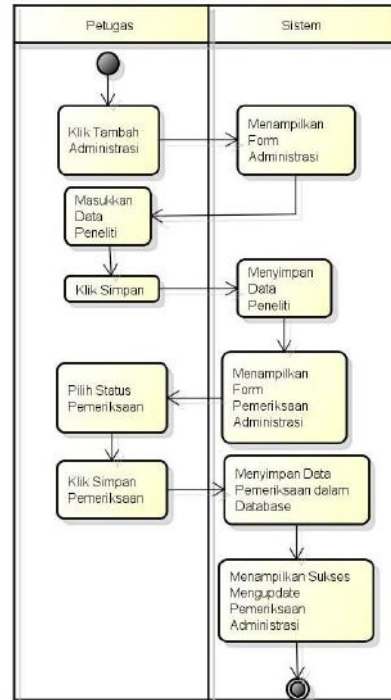 Petugas
Sistem
Klik Tambah
Administrasi
Menampilkan
Form
Administrasi
Masukkan
Data
Peneliti
Klik Simpan
Menyimpan
Data
Peneliti
Menampilkan
Form
Pemeriksaan
Administrasi
Pilih Status
Pemeriksaan
Klik Simpan
Pemeriksaan
Menyimpan Data
Pemeriksaan dalam
Database
Menampilkan Sukses
Mengupdate
Pemeriksaan
Administrasi